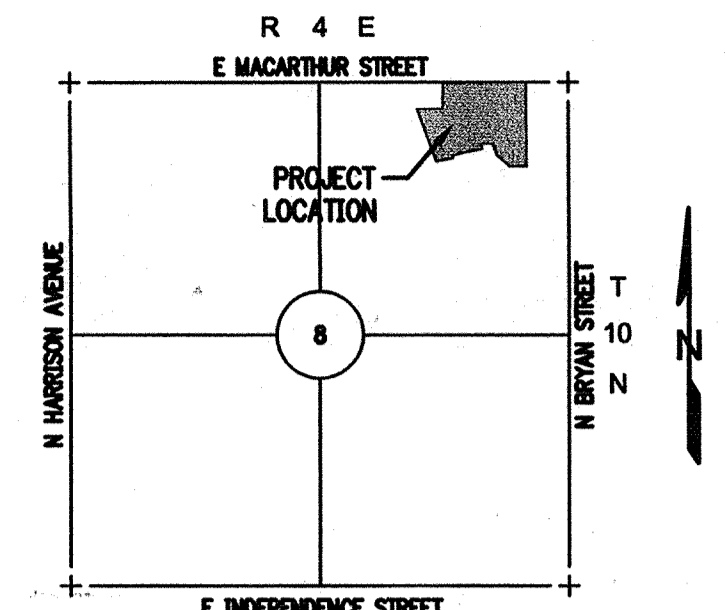 R 4 E
E MACARTHUR STREET
PROJECT
LOCATION
N HARRISON AVENUE
8
N BRYAN STREET
T
10
N
N
E INDEPENDENCE STREET